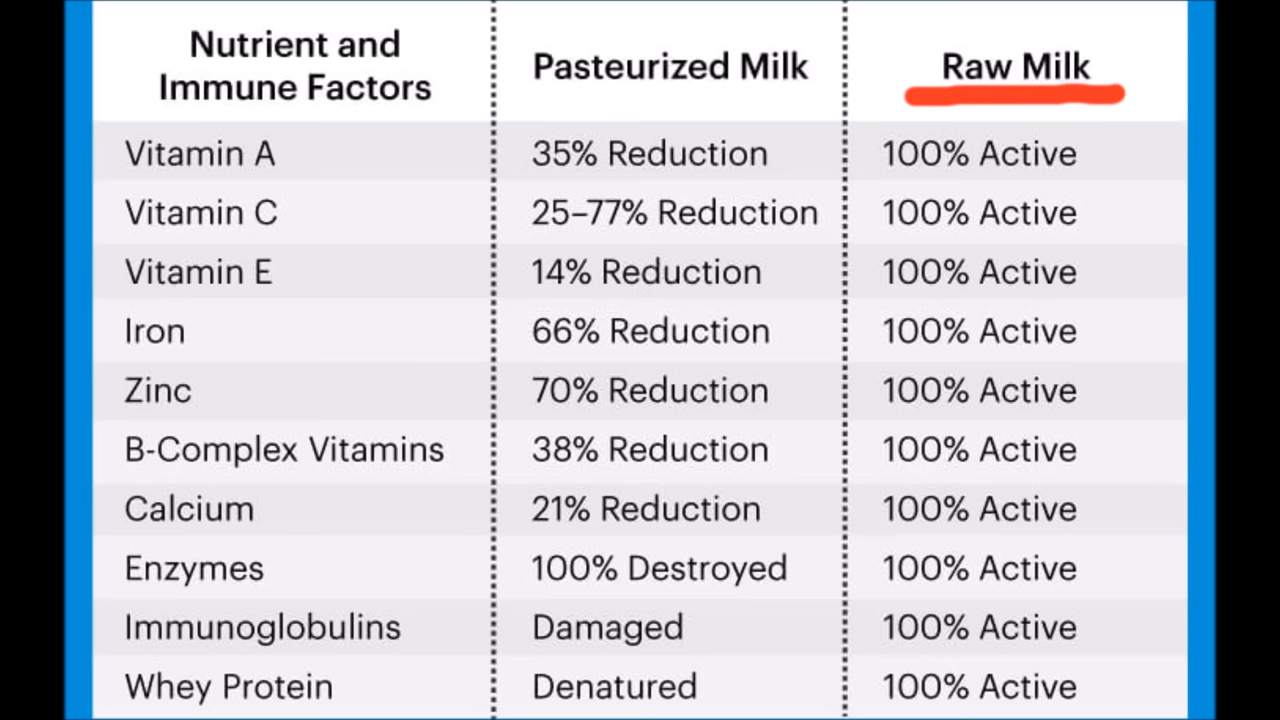 Nutrient and
Immune Factors
Pasteurized Milk
Raw Milk
Vitamin A 35% Reduction 100% Active
Vitamin C 25–77% Reduction 100% Active
Vitamin E 14% Reduction 100% Active
Iron 66% Reduction 100% Active
Zinc 70% Reduction 100% Active
B-Complex Vitamins 38% Reduction 100% Active
Calcium 21% Reduction 100% Active
Enzymes 100% Destroyed 100% Active
Immunoglobulins Damaged 100% Active
Whey Protein Denatured 100% Active